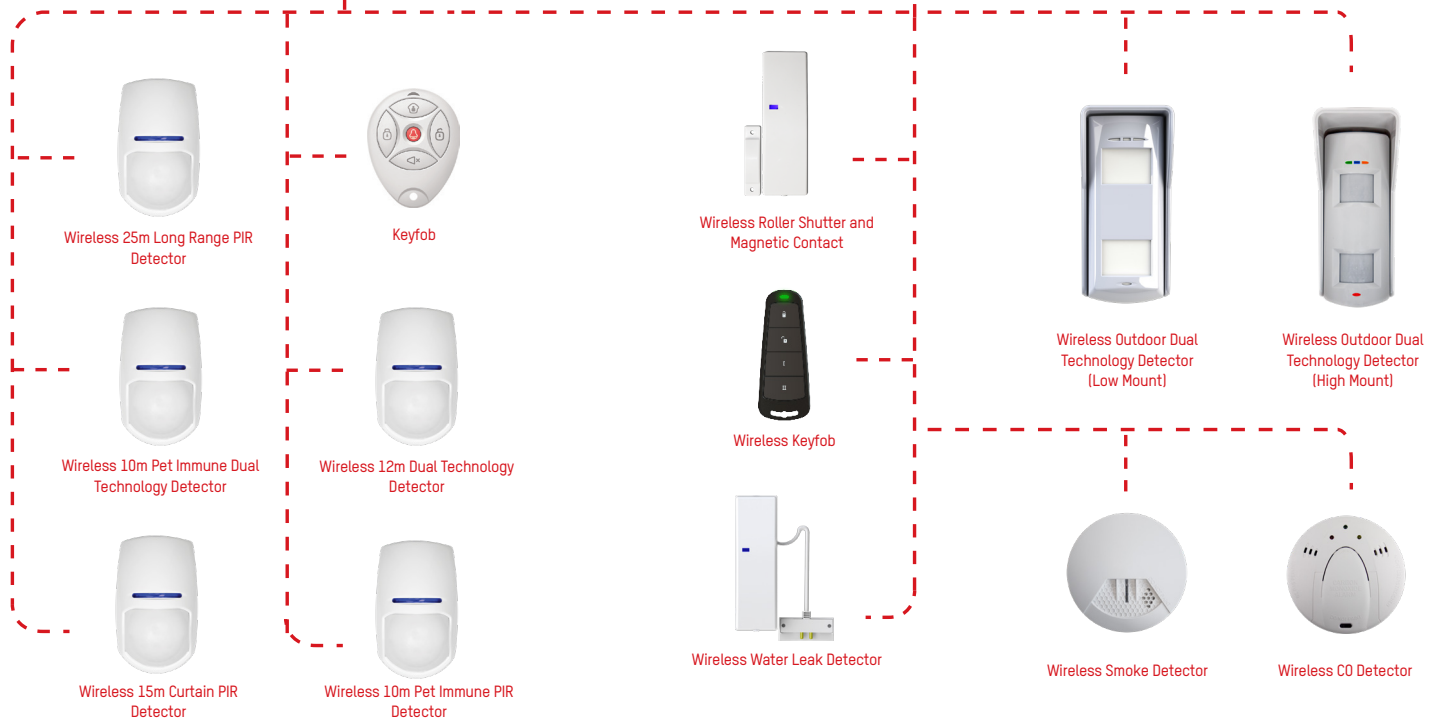 Wireless 25m Long Range PIR
Detector
Keyfob
Wireless Roller Shutter and
Magnetic Contact
Wireless Outdoor Dual
Technology Detector
(Low Mount)
Wireless Outdoor Dual
Technology Detector
(High Mount)
Wireless 10m Pet Immune Dual
Technology Detector
Wireless 12m Dual Technology
Detector
Wireless Keyfob
Wireless 15m Curtain PIR
Detector
Wireless 10m Pet Immune PIR
Detector
Wireless Water Leak Detector
Wireless Smoke Detector
Wireless CO Detector